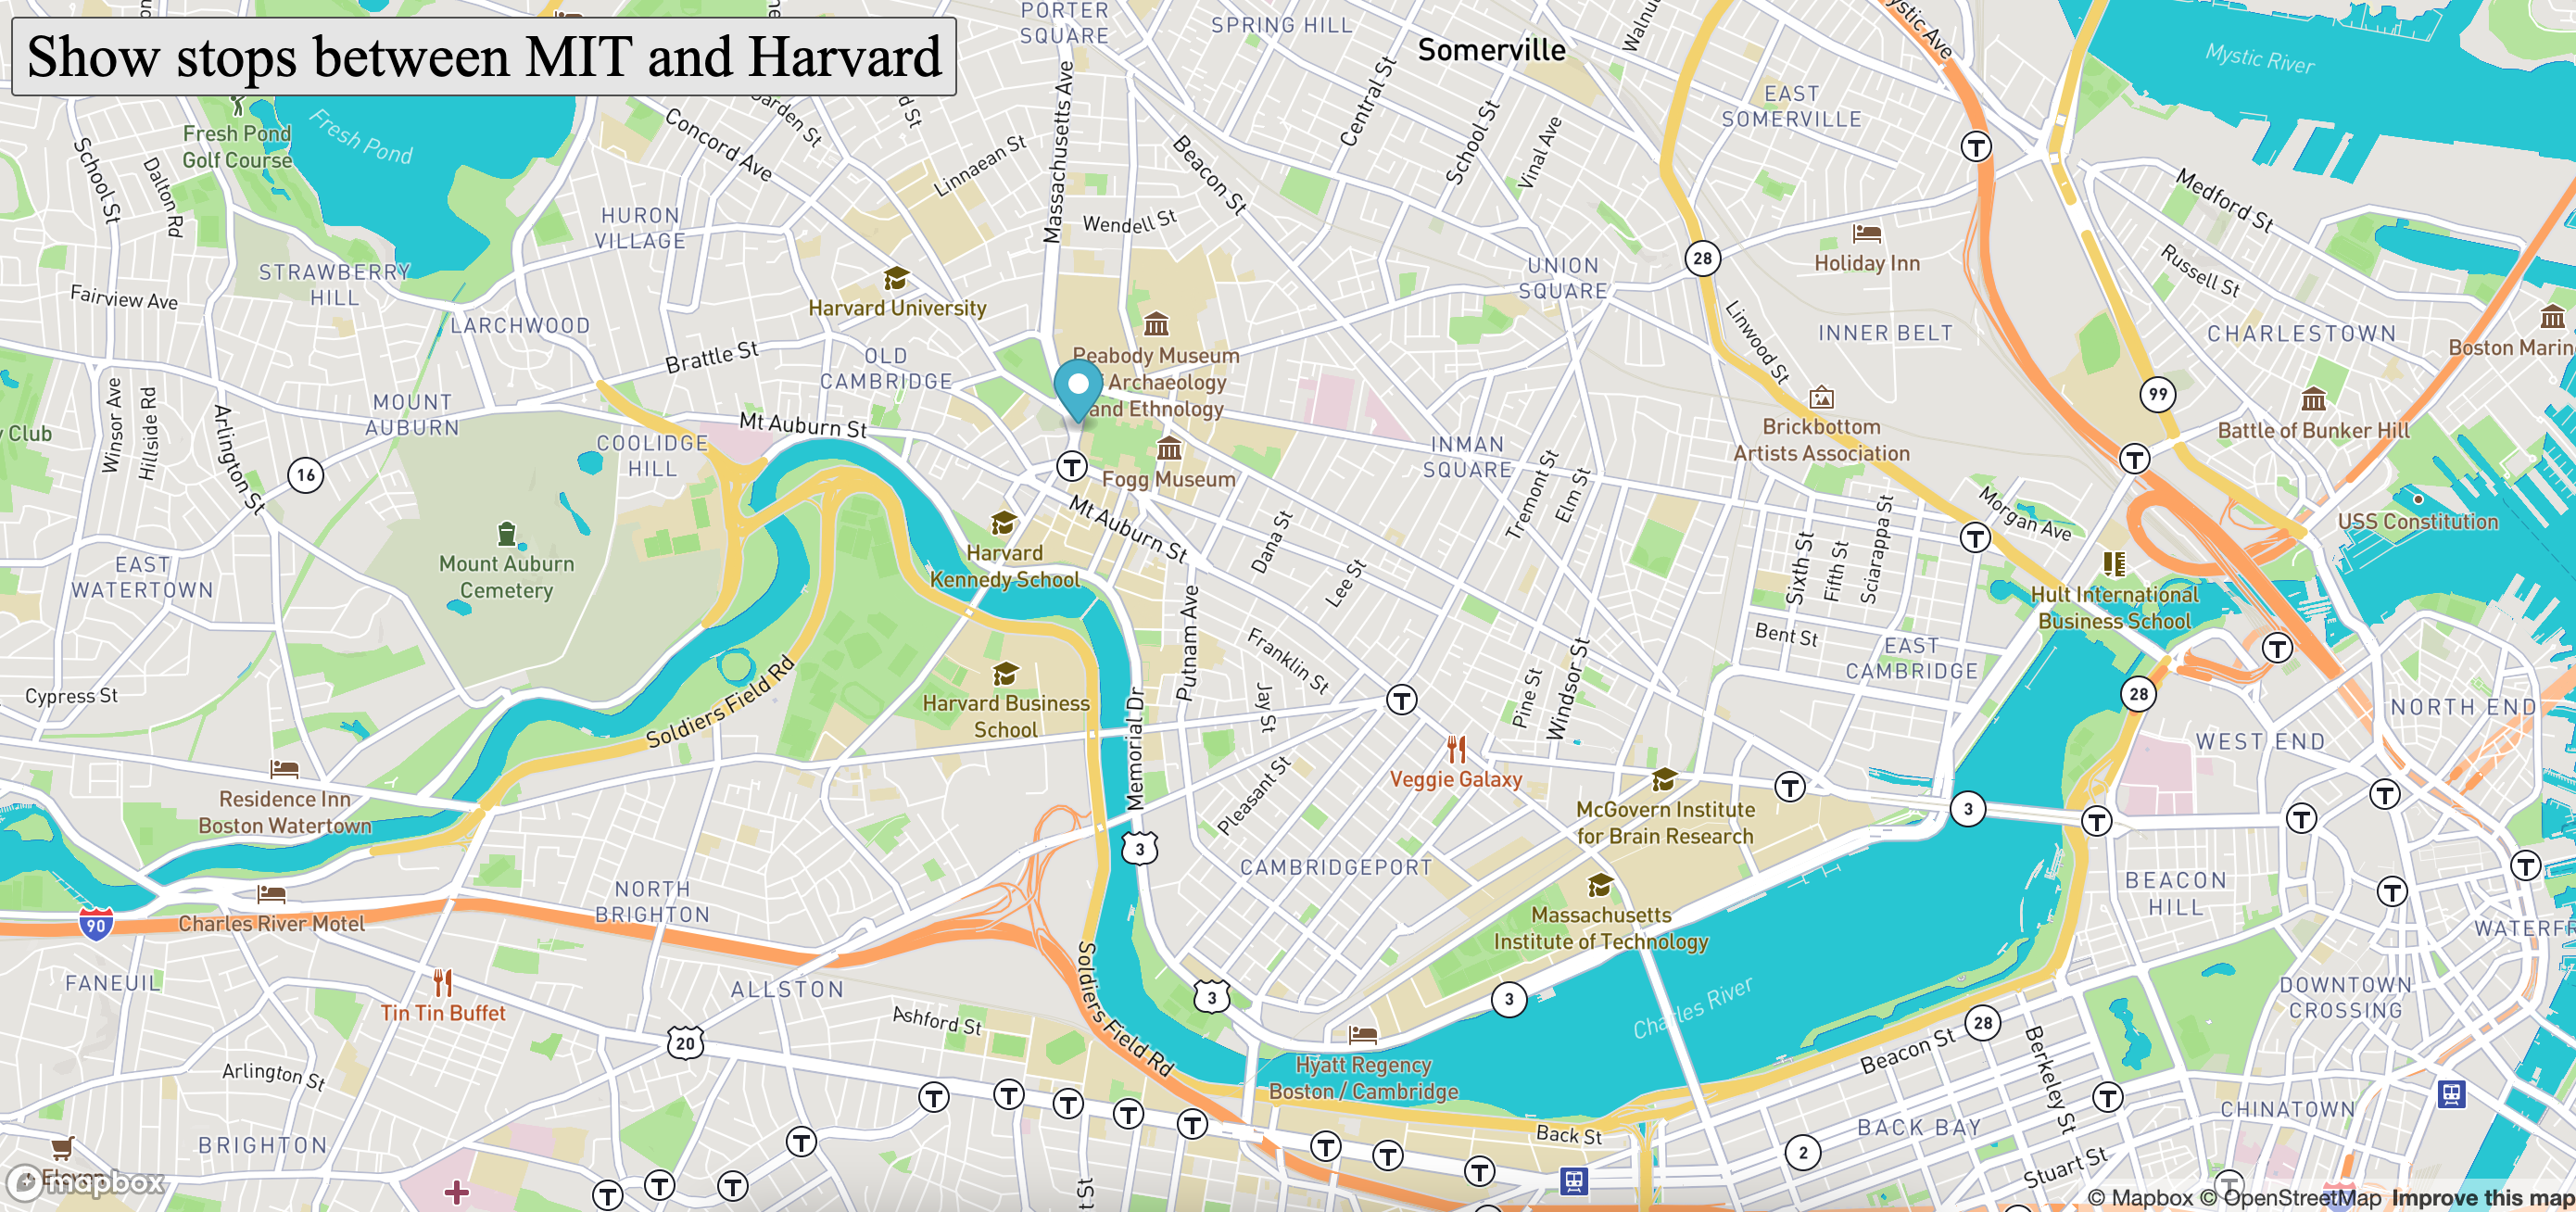 Show stops between MIT and Harvard
PORTER
SQUARE
SPRING HILL
Somerville
Mystic River
EAST
SOMERVILLE
Fresh Pond
Fresh Pond
Golf Course
School St
Dalton Rd
Concord Ave
Linnaean St
Massachusetts Ave
Beacon St
Central St
School St
Vinal Ave
Medford St
Wendell St
HURON
VILLAGE
STRAWBERRY
HILL
Fairview Ave
LARCHWOOD
Harvard University
UNION
SQUARE
28
Holiday Inn
Russell St
Linwood St
INNER BELT
CHARLESTOWN
Brattle St
OLD
CAMBRIDGE
Peabody Museum
Archaeology
and Ethnology
99
Winsor Ave
Hillside Rd
Arlington St
MOUNT
AUBURN
COOLIDGE
HILL
Mt Auburn St
T
Fogg Museum
INMAN
SQUARE
Brickbottom
Artists Association
Battle of Bunker Hill
16
Tremont St
Elm St
Mt Auburn St
Dana St
Lee St
Sixth St
Fifth St
Sciarappa St
Morgan Ave
USS Constitution
Mount Auburn
Cemetery
EAST
WATERTOWN
Harvard
Kennedy School
Hult International
Business School
Putnam Ave
Franklin St
Bent St
EAST
CAMBRIDGE
Cypress St
Soldiers Field Rd
Harvard Business
School
Memorial Dr
Jay St
Pine St
Windsor St
28
NORTH END
WEST END
Residence Inn
Boston Watertown
Pleasant St
Veggie Galaxy
McGovern Institute
for Brain Research
3
3
CAMBRIDGEPORT
BEACON
HILL
90
Charles River Motel
NORTH
BRIGHTON
Massachusetts
Institute of Technology
FANEUIL
Tin Tin Buffet
ALLSTON
3
3
Charles River
DOWNTOWN
CROSSING
Ashford St
Soldiers Field Rd
20
Arlington St
Hyatt Regency
Boston / Cambridge
28
Beacon St
Berkeley St
CHINATOWN
BRIGHTON
Back St
BACK BAY
2
Stuart St
mapbox
© Mapbox © OpenStreetMap Improve this map